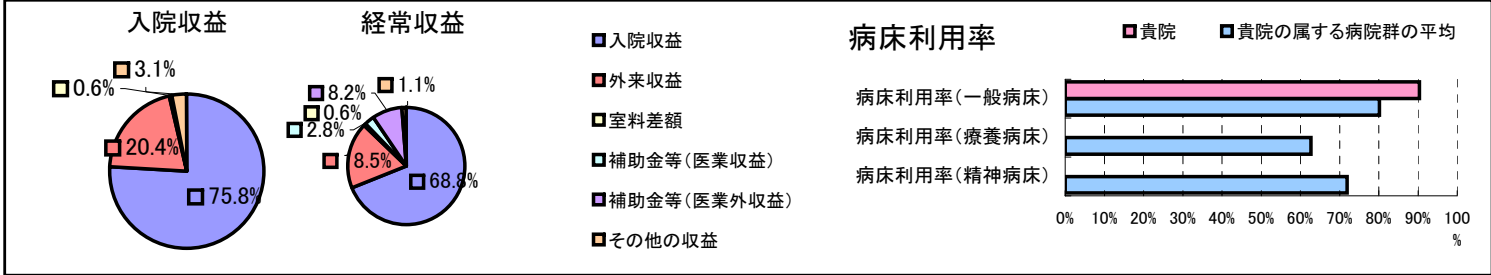 入院収益
3.1%
0.6%
20.4%
75.8%
経常収益
1.1%
8.2%
0.6%
2.8%
8.5%
68.8%
入院収益
外来収益
室料差額
補助金等(医業収益)
補助金等(医業外収益)
その他の収益
病床利用率
貴院
貴院の属する病院群の平均
病床利用率(一般病床)
病床利用率(療養病床)
病床利用率(精神病床)
0% 10% 20% 30% 40% 50% 60% 70% 80% 90% 100
%